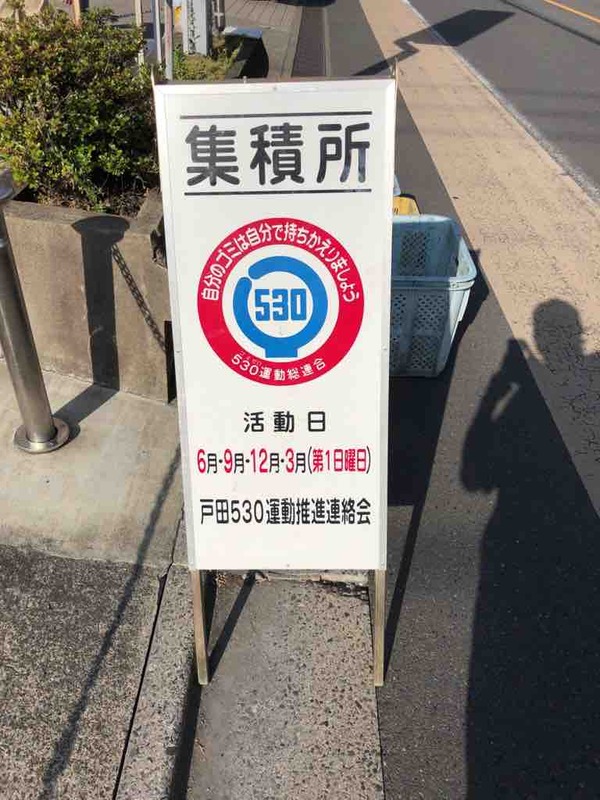 集積所
自分のゴミは自分で持ちかえりましょう
530
530運動総連合
活動日
6月・9月・12月・3月(第1日曜日)
戸田530運動推進連絡会